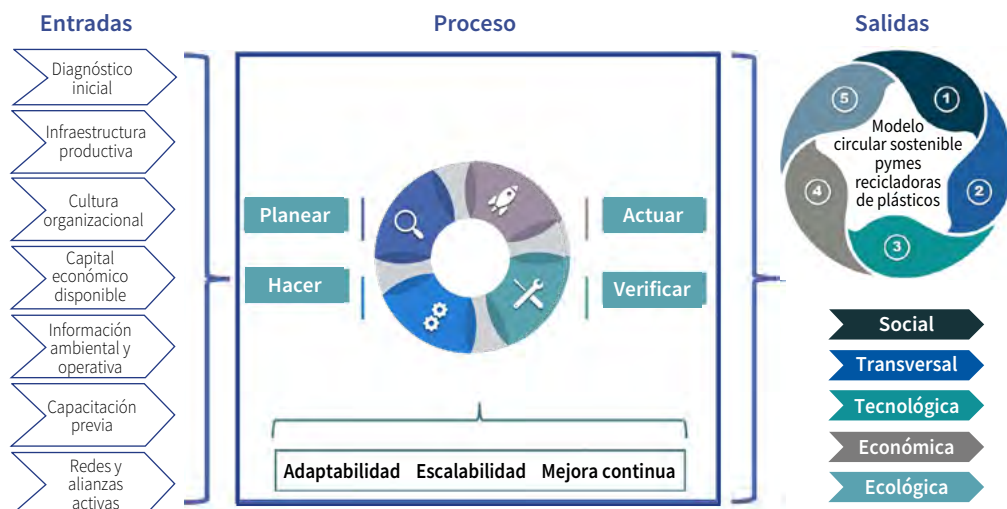 Entradas
Diagnóstico
inicial
Infraestructura
productiva
Cultura
organizacional
Capital
económico
disponible
Información
ambiental y
operativa
Capacitación
previa
Redes y
alianzas
activas
Proceso
Planear
Hacer
Actuar
Verificar
Adaptabilidad Escalabilidad Mejora continua
Salidas
5
1
4
2
3
Modelo
circular sostenible
pymes
recicladoras
de plásticos
Social
Transversal
Tecnológica
Económica
Ecológica